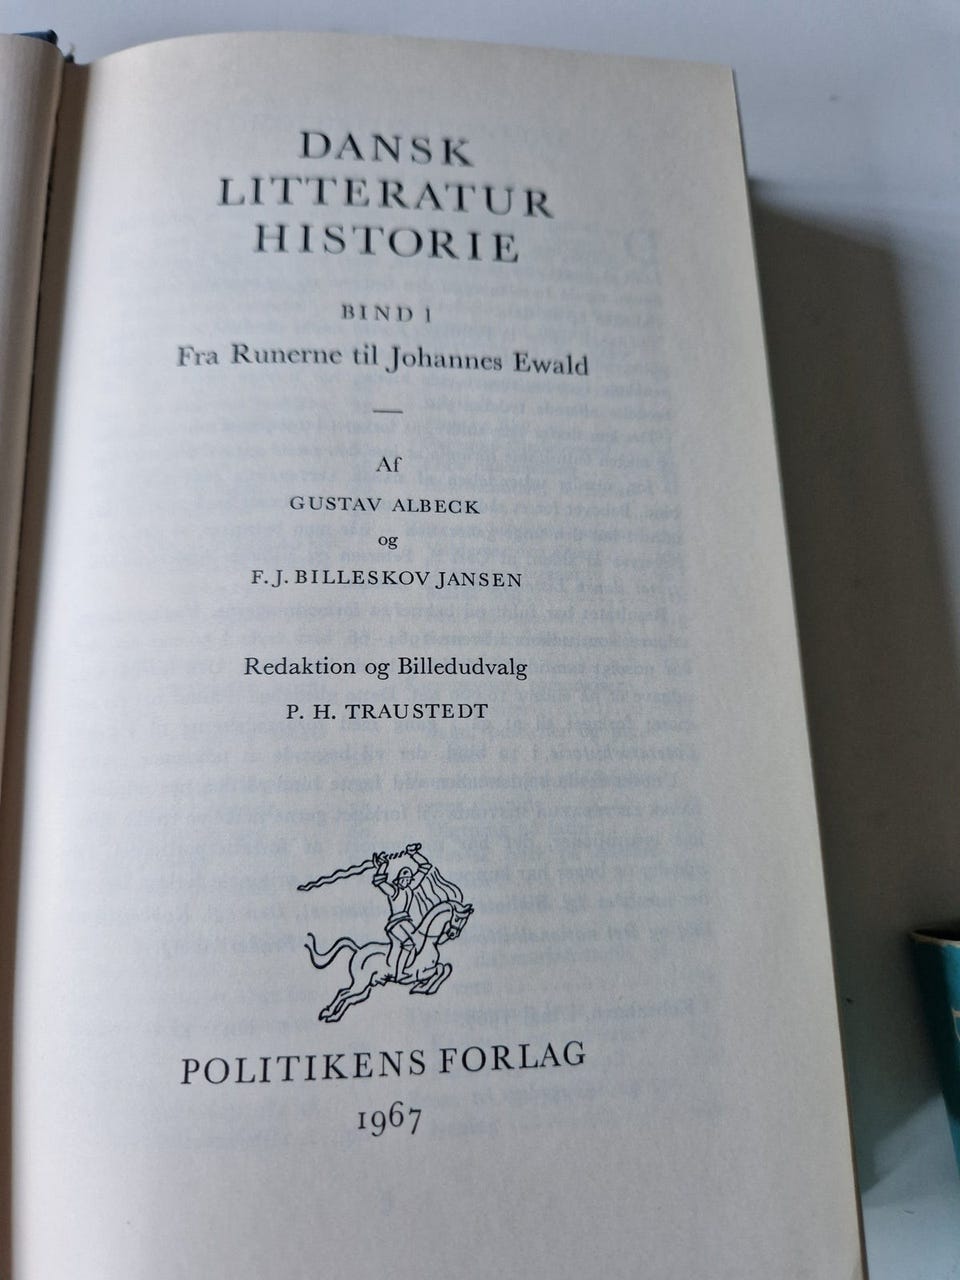 DANSK
LITTERATUR
HISTORIE
BIND 1
Fra Runerne til Johannes Ewald
Af
GUSTAV ALBECK
og
F. J. BILLESKOV JANSEN
Redaktion og Billedudvalg
P. H. TRAUSTEDT
POLITIKENS FORLAG
1967